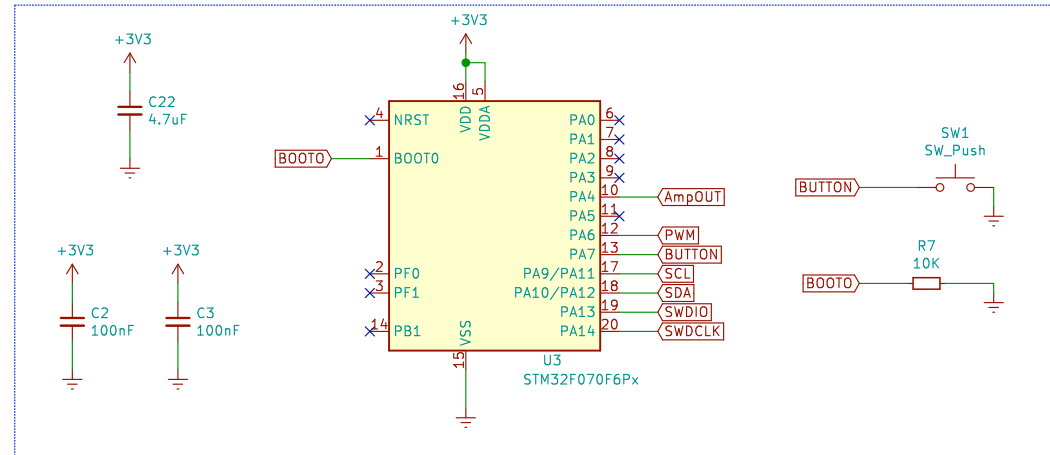 +3V3
C22
4.7uF
+3V3
C2
100nF
+3V3
C3
100nF
+3V3
16
5
VDD
VDDA
4
NRST
1
BOOT0
BOOTO
2
PF0
3
PF1
14
PB1
15
VSS
PA0
6
PA1
7
PA2
8
PA3
9
PA4
10
AmpOUT
PA5
11
PA6
12
PWM
PA7
13
BUTTON
PA9/PA11
17
SCL
PA10/PA12
18
SDA
PA13
19
SWDIO
PA14
20
SWDCLK
U3
STM32F070F6Px
SW1
SW_Push
BUTTON
R7
10K
BOOTO